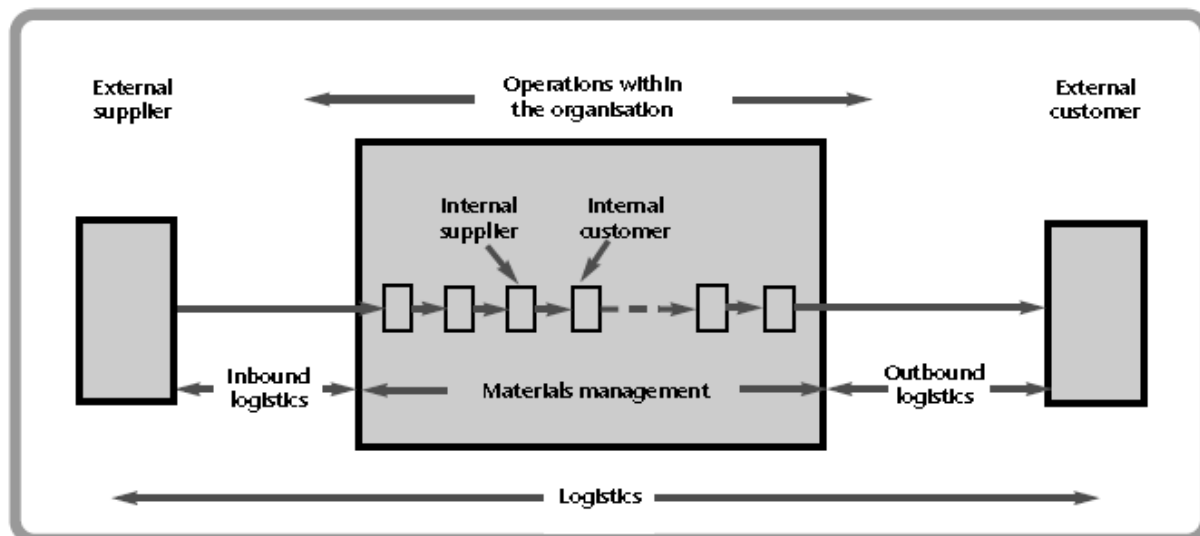 External
supplier
Operations within
the organisation
External
customer
Internal
supplier
Internal
customer
Inbound
logistics
Materials management
Outbound
logistics
Logistics